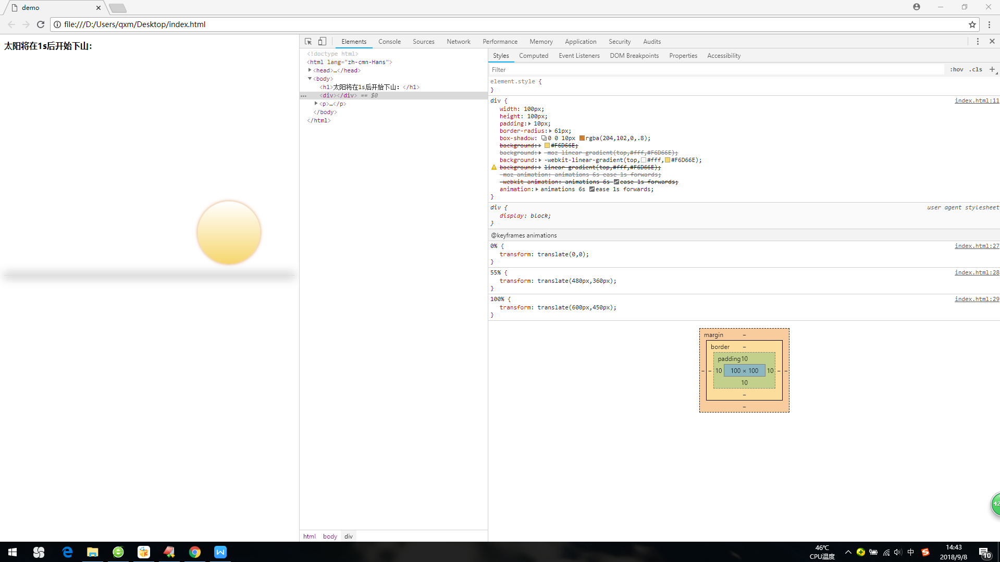 demo
file:///D:/Users/qxm/Desktop/index.html
太阳将在1s后开始下山：
Elements Console Sources Network Performance Memory Application Security Audits
<!doctype html>
<html lang="zh-cmn-Hans">
<head>…</head>
<body>
<h1>太阳将在1s后开始下山：</h1>
<div></div> == $0
<p>…</p>
</body>
</html>
html body div
Styles Computed Event Listeners DOM Breakpoints Properties Accessibility
Filter :hov .cls
element.style {
}
div { index.html:11
width: 100px;
height: 100px;
padding: 10px;
border-radius: 61px;
box-shadow: 0 0 10px rgba(204,102,0,.8);
background: #F6D66E;
background: -moz-linear-gradient(top,#fff,#F6D66E);
background: -webkit-linear-gradient(top,#fff,#F6D66E);
background: linear-gradient(top,#fff,#F6D66E);
-moz-animation: animations 6s ease 1s forwards;
-webkit-animation: animations 6s ease 1s forwards;
animation: animations 6s ease 1s forwards;
}
div { user agent stylesheet
display: block;
}
@keyframes animations
0% { index.html:27
transform: translate(0,0);
}
55% { index.html:28
transform: translate(480px,360px);
}
100% { index.html:29
transform: translate(600px,450px);
}
margin –
border –
padding10
– – 10 100 × 100 10 – –
10
–
–
42
46℃
CPU温度
中
14:43
2018/9/8
10